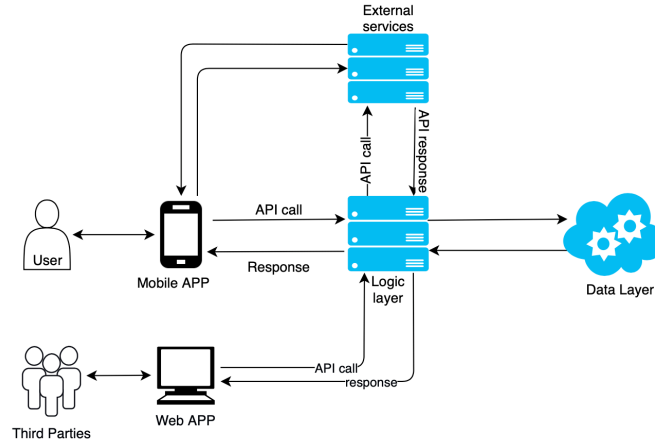 External
services
API call
API response
API call
User
Response
Mobile APP
Logic
layer
Data Layer
API call
response
Web APP
Third Parties